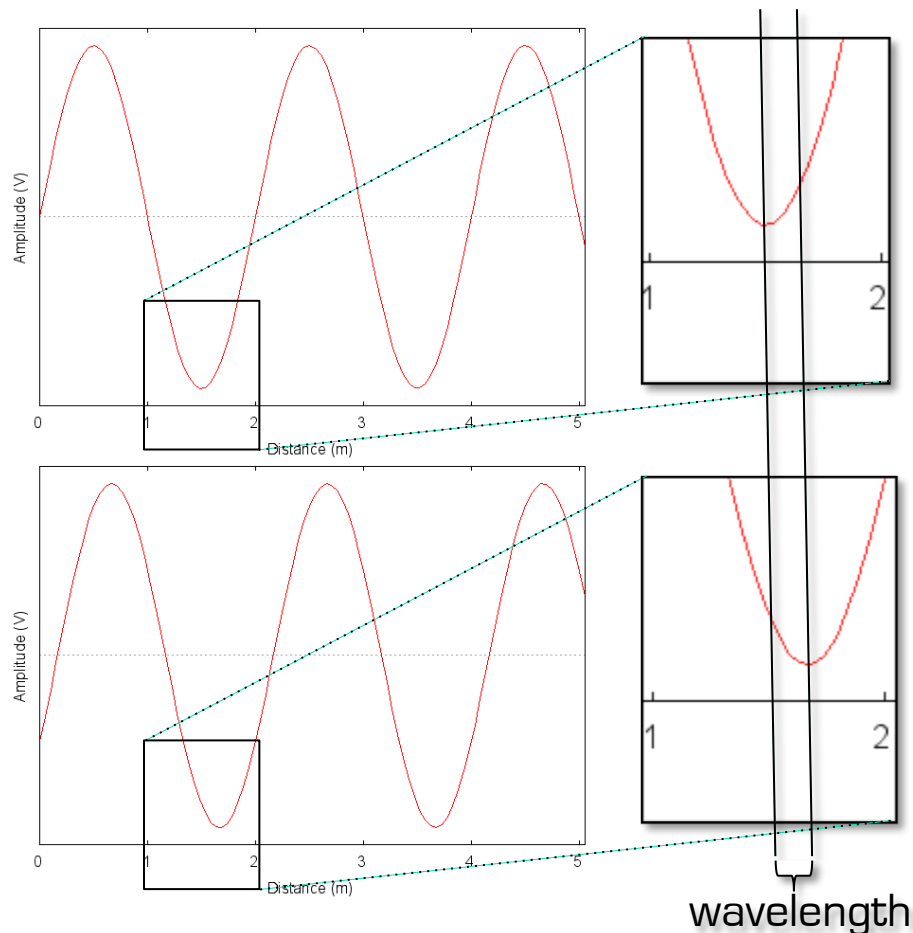 Amplitude (V)
0 1 2 3 4 5
Distance (m)
1 2
Amplitude (V)
0 1 2 3 4 5
Distance (m)
1 2
wavelength